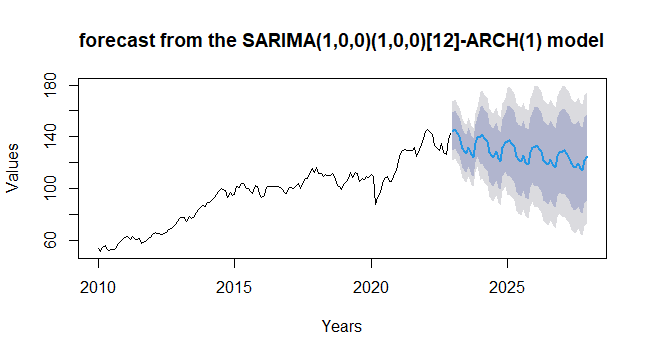 forecast from the SARIMA(1,0,0)(1,0,0)[12]-ARCH(1) model
180
140
100
60
Values
2010
2015
2020
2025
Years